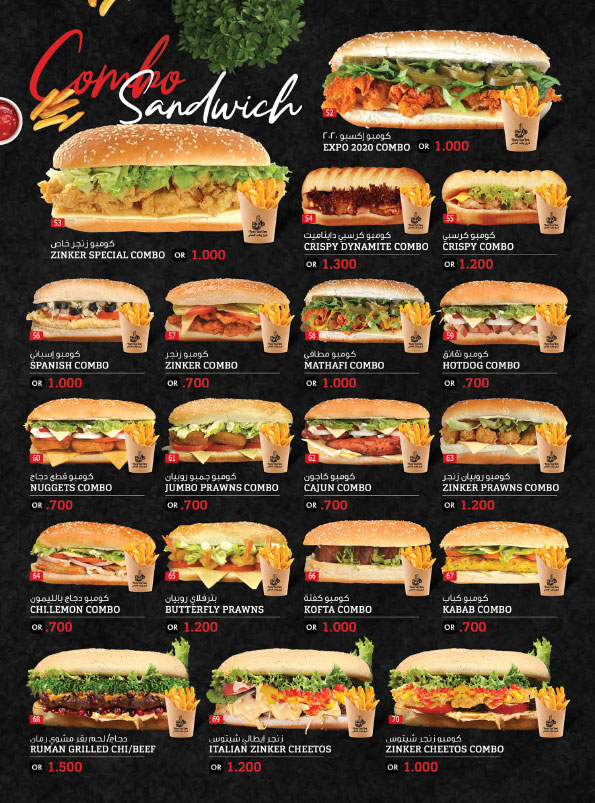 Combo
Sandwich
52
كومبو إكسبو ٢٠٢٠
EXPO 2020 COMBO OR 1.000
53
كومبو زنجر خاص
ZINKER SPECIAL COMBO OR 1.000
54
كومبو كرسبي داينامیت
CRISPY DYNAMITE COMBO
OR 1.300
55
كومبو كرسبي
CRISPY COMBO
OR 1.200
56
كومبو إسباني
SPANISH COMBO
OR 1.000
57
كومبو زنجر
ZINKER COMBO
OR .700
58
كومبو مطافي
MATHAFI COMBO
OR 1.000
59
كومبو نقانق
HOTDOG COMBO
OR .700
60
كومبو قطع دجاج
NUGGETS COMBO
OR .700
61
كومبو جمبو روبيان
JUMBO PRAWNS COMBO
OR .700
62
كومبو كاجون
CAJUN COMBO
OR .700
63
كومبو روبيان زنجر
ZINKER PRAWNS COMBO
OR 1.200
64
كومبو دجاج بالليمون
CHI.LEMON COMBO
OR .700
65
بترفلاي روبيان
BUTTERFLY PRAWNS
OR 1.200
66
كومبو كفتة
KOFTA COMBO
OR 1.000
67
كومبو كباب
KABAB COMBO
OR .700
68
دجاج/لحم بقر مشوي رمان
RUMAN GRILLED CHI/BEEF
OR 1.500
69
زنجر إيطالي شيتوس
ITALIAN ZINKER CHEETOS
OR 1.200
70
كومبو زنجر شيتوس
ZINKER CHEETOS COMBO
OR 1.000